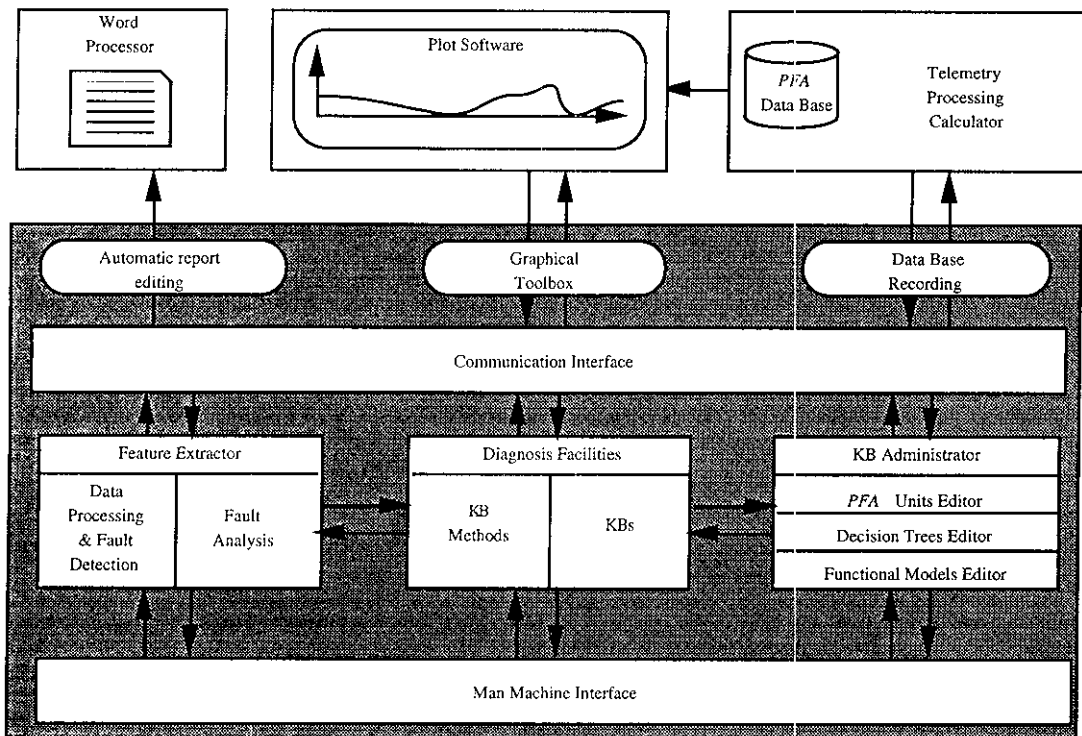 Word
Processor
Plot Software
PFA
Data Base
Telemetry
Processing
Calculator
Automatic report
editing
Graphical
Toolbox
Data Base
Recording
Communication Interface
Feature Extractor
Data
Processing
& Fault
Detection
Fault
Analysis
Diagnosis Facilities
KB
Methods
KBs
KB Administrator
PFA Units Editor
Decision Trees Editor
Functional Models Editor
Man Machine Interface